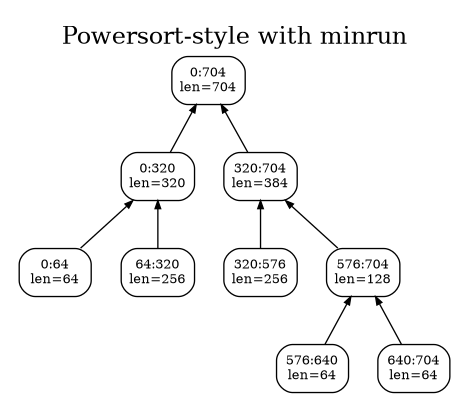 Powersort-style with minrun
0:704
len=704
0:320
len=320
320:704
len=384
0:64
len=64
64:320
len=256
320:576
len=256
576:704
len=128
576:640
len=64
640:704
len=64